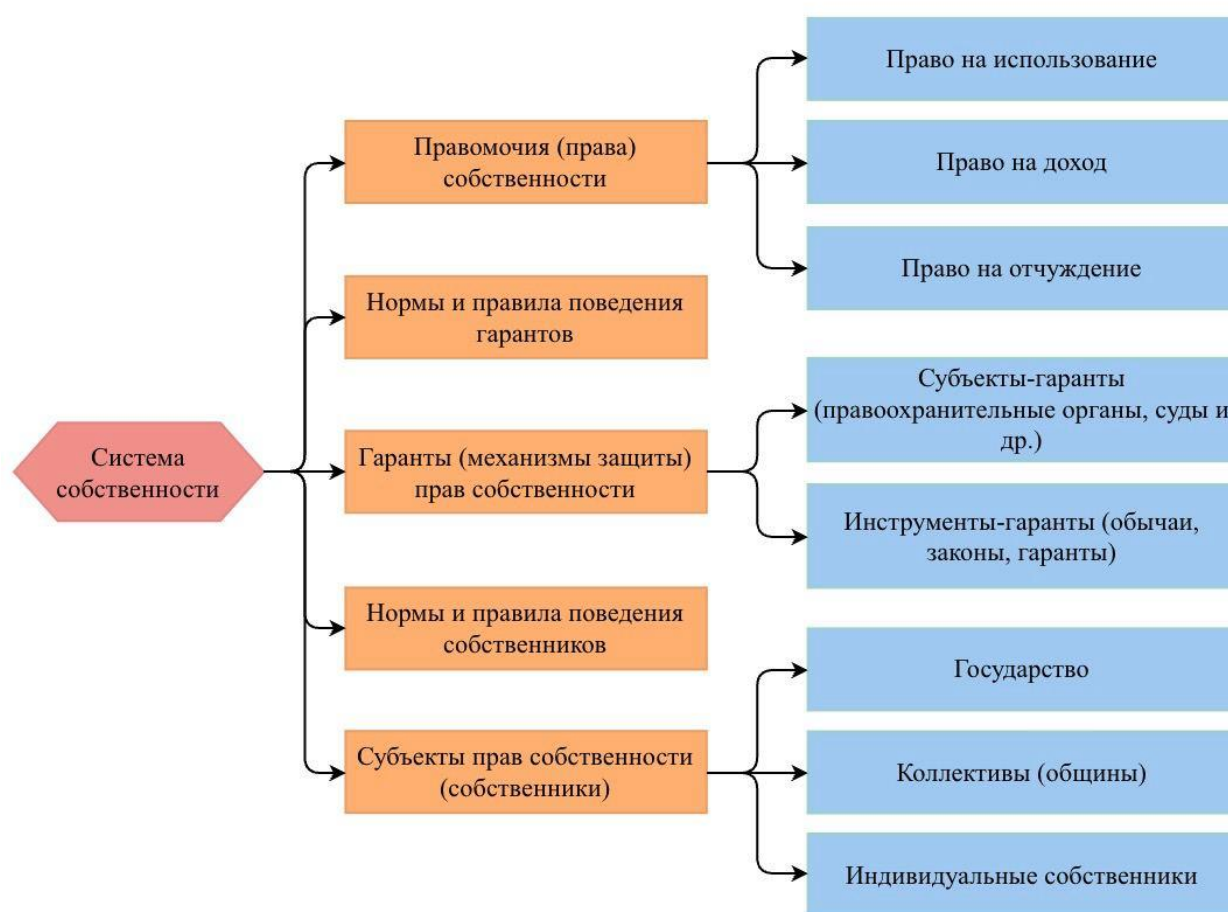 Система
собственности
Правомочия (права)
собственности
Право на использование
Право на доход
Право на отчуждение
Нормы и правила поведения
гарантов
Гаранты (механизмы защиты)
прав собственности
Субъекты-гаранты
(правоохранительные органы, суды и
др.)
Инструменты-гаранты (обычаи,
законы, гаранты)
Нормы и правила поведения
собственников
Субъекты прав собственности
(собственники)
Государство
Коллективы (общины)
Индивидуальные собственники